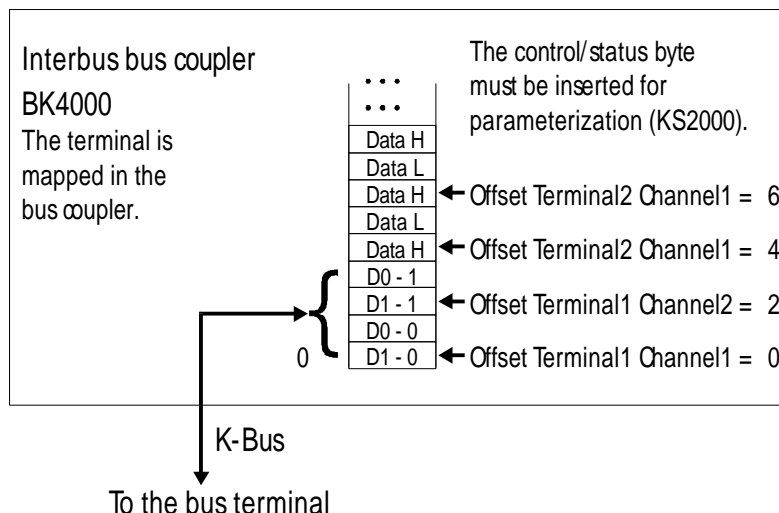 Interbus bus coupler
BK4000
The terminal is
mapped in the
bus coupler.
The control/status byte
must be inserted for
parameterization (KS2000).
...
...
Data H
Data L
Data H Offset Terminal2 Channel1 = 6
Data L
Data H Offset Terminal2 Channel1 = 4
D0 - 1
D1 - 1 Offset Terminal1 Channel2 = 2
D0 - 0
0 D1 - 0 Offset Terminal1 Channel1 = 0
K-Bus
To the bus terminal